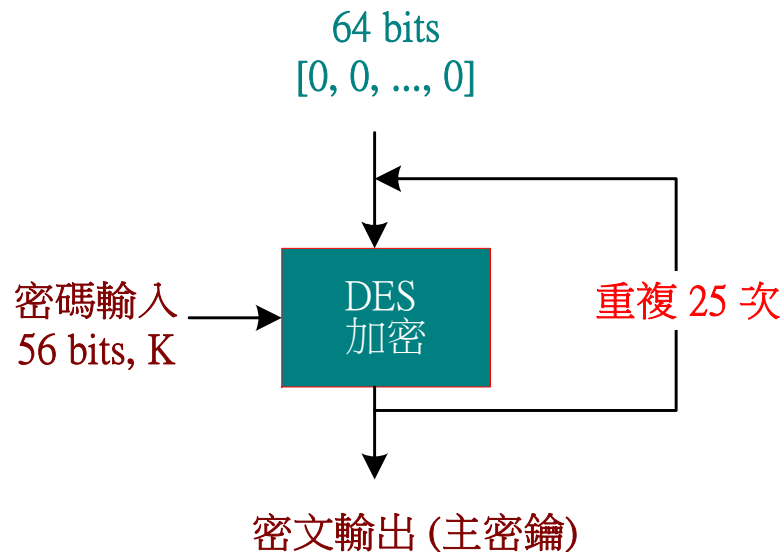 64 bits
[0, 0, ..., 0]
密碼輸入
56 bits, K
DES
加密
重複 25 次
密文輸出 (主密鑰)